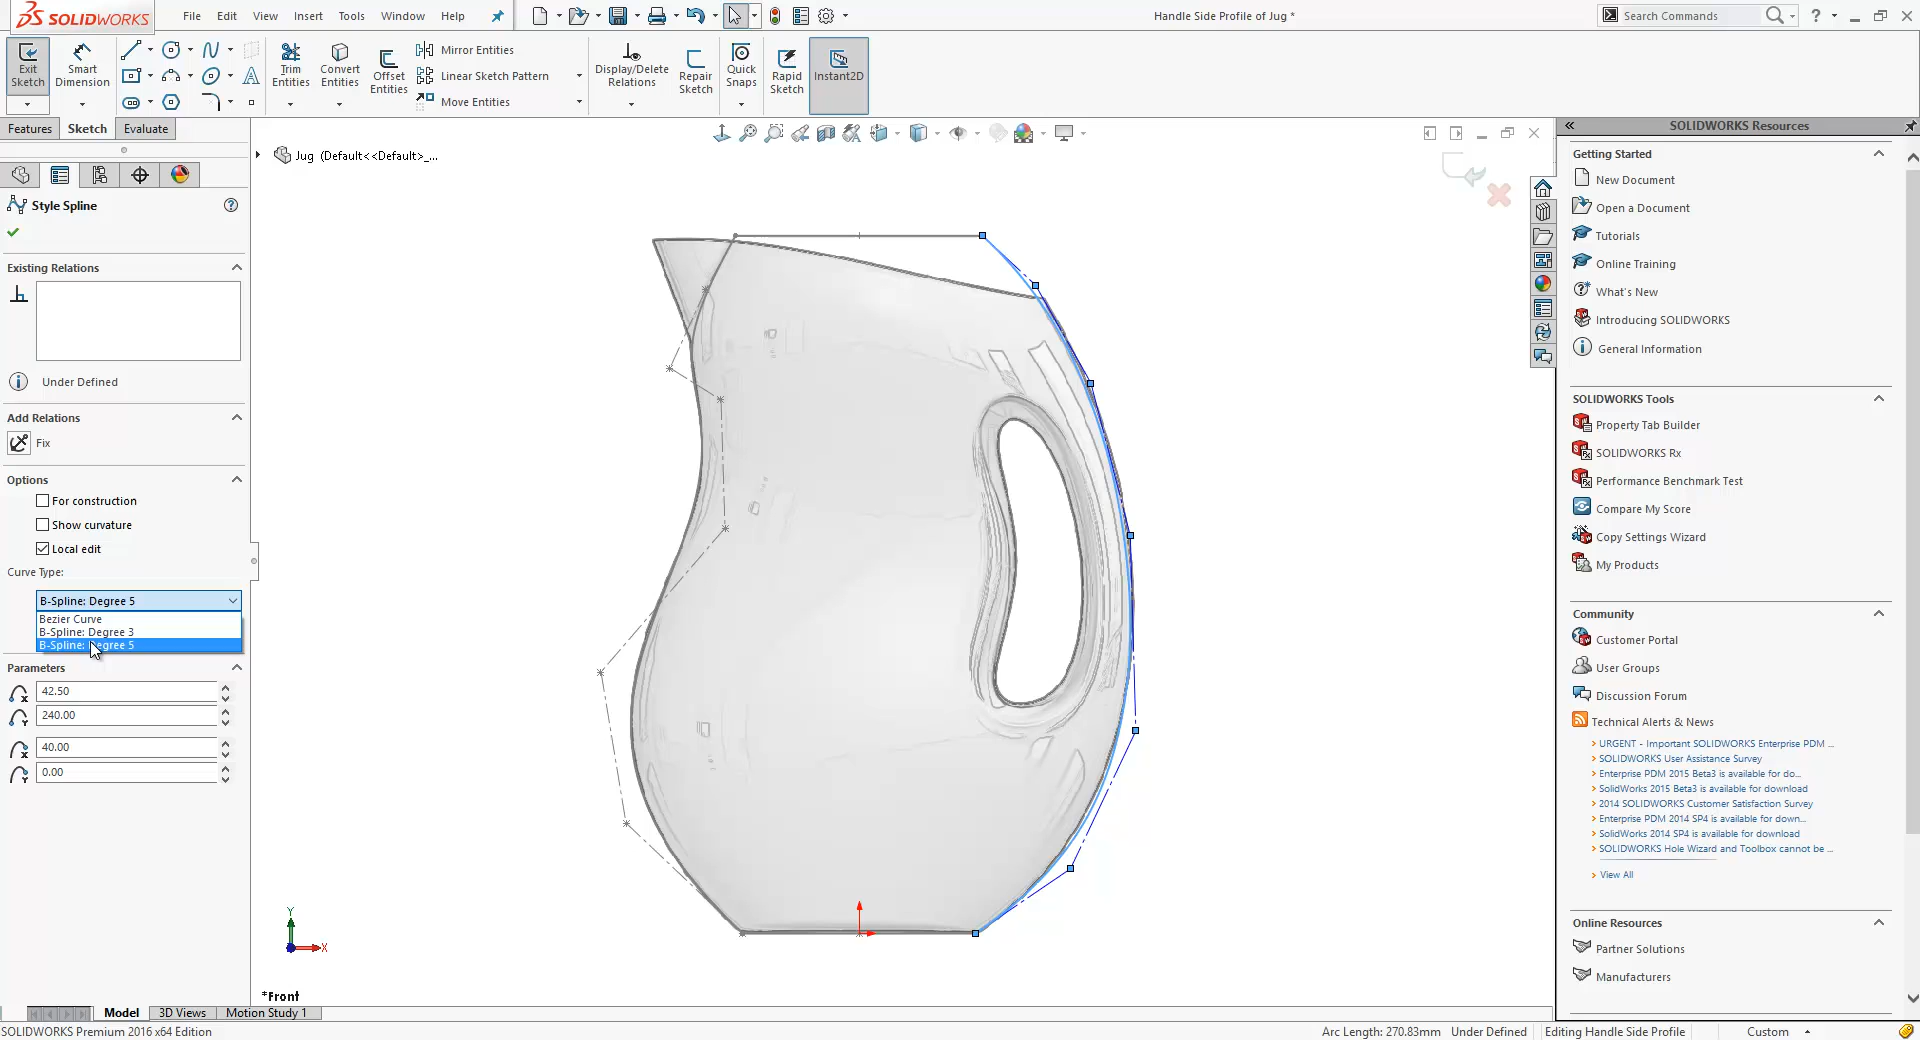 SOLIDWORKS
File Edit View Insert Tools Window Help
Handle Side Profile of Jug *
Search Commands
Exit Sketch
Smart Dimension
Trim Entities
Convert Entities
Offset Entities
Mirror Entities
Linear Sketch Pattern
Move Entities
Display/Delete Relations
Repair Sketch
Quick Snaps
Rapid Sketch
Instant2D
Features Sketch Evaluate
Jug (Default<<Default>_...
Style Spline
Existing Relations
Under Defined
Add Relations
Fix
Options
For construction
Show curvature
Local edit
Curve Type:
B-Spline: Degree 5
Bezier Curve
B-Spline: Degree 3
B-Spline: Degree 5
Parameters
42.50
240.00
40.00
0.00
Y
X
*Front
Model 3D Views Motion Study 1
SOLIDWORKS Premium 2016 x64 Edition
Arc Length: 270.83mm Under Defined Editing Handle Side Profile Custom
SOLIDWORKS Resources
Getting Started
New Document
Open a Document
Tutorials
Online Training
What's New
Introducing SOLIDWORKS
General Information
SOLIDWORKS Tools
Property Tab Builder
SOLIDWORKS Rx
Performance Benchmark Test
Compare My Score
Copy Settings Wizard
My Products
Community
Customer Portal
User Groups
Discussion Forum
Technical Alerts & News
URGENT - Important SOLIDWORKS Enterprise PDM ...
SOLIDWORKS User Assistance Survey
Enterprise PDM 2015 Beta3 is available for do...
SolidWorks 2015 Beta3 is available for download
2014 SOLIDWORKS Customer Satisfaction Survey
Enterprise PDM 2014 SP4 is available for down...
SolidWorks 2014 SP4 is available for download
SOLIDWORKS Hole Wizard and Toolbox cannot be ...
View All
Online Resources
Partner Solutions
Manufacturers